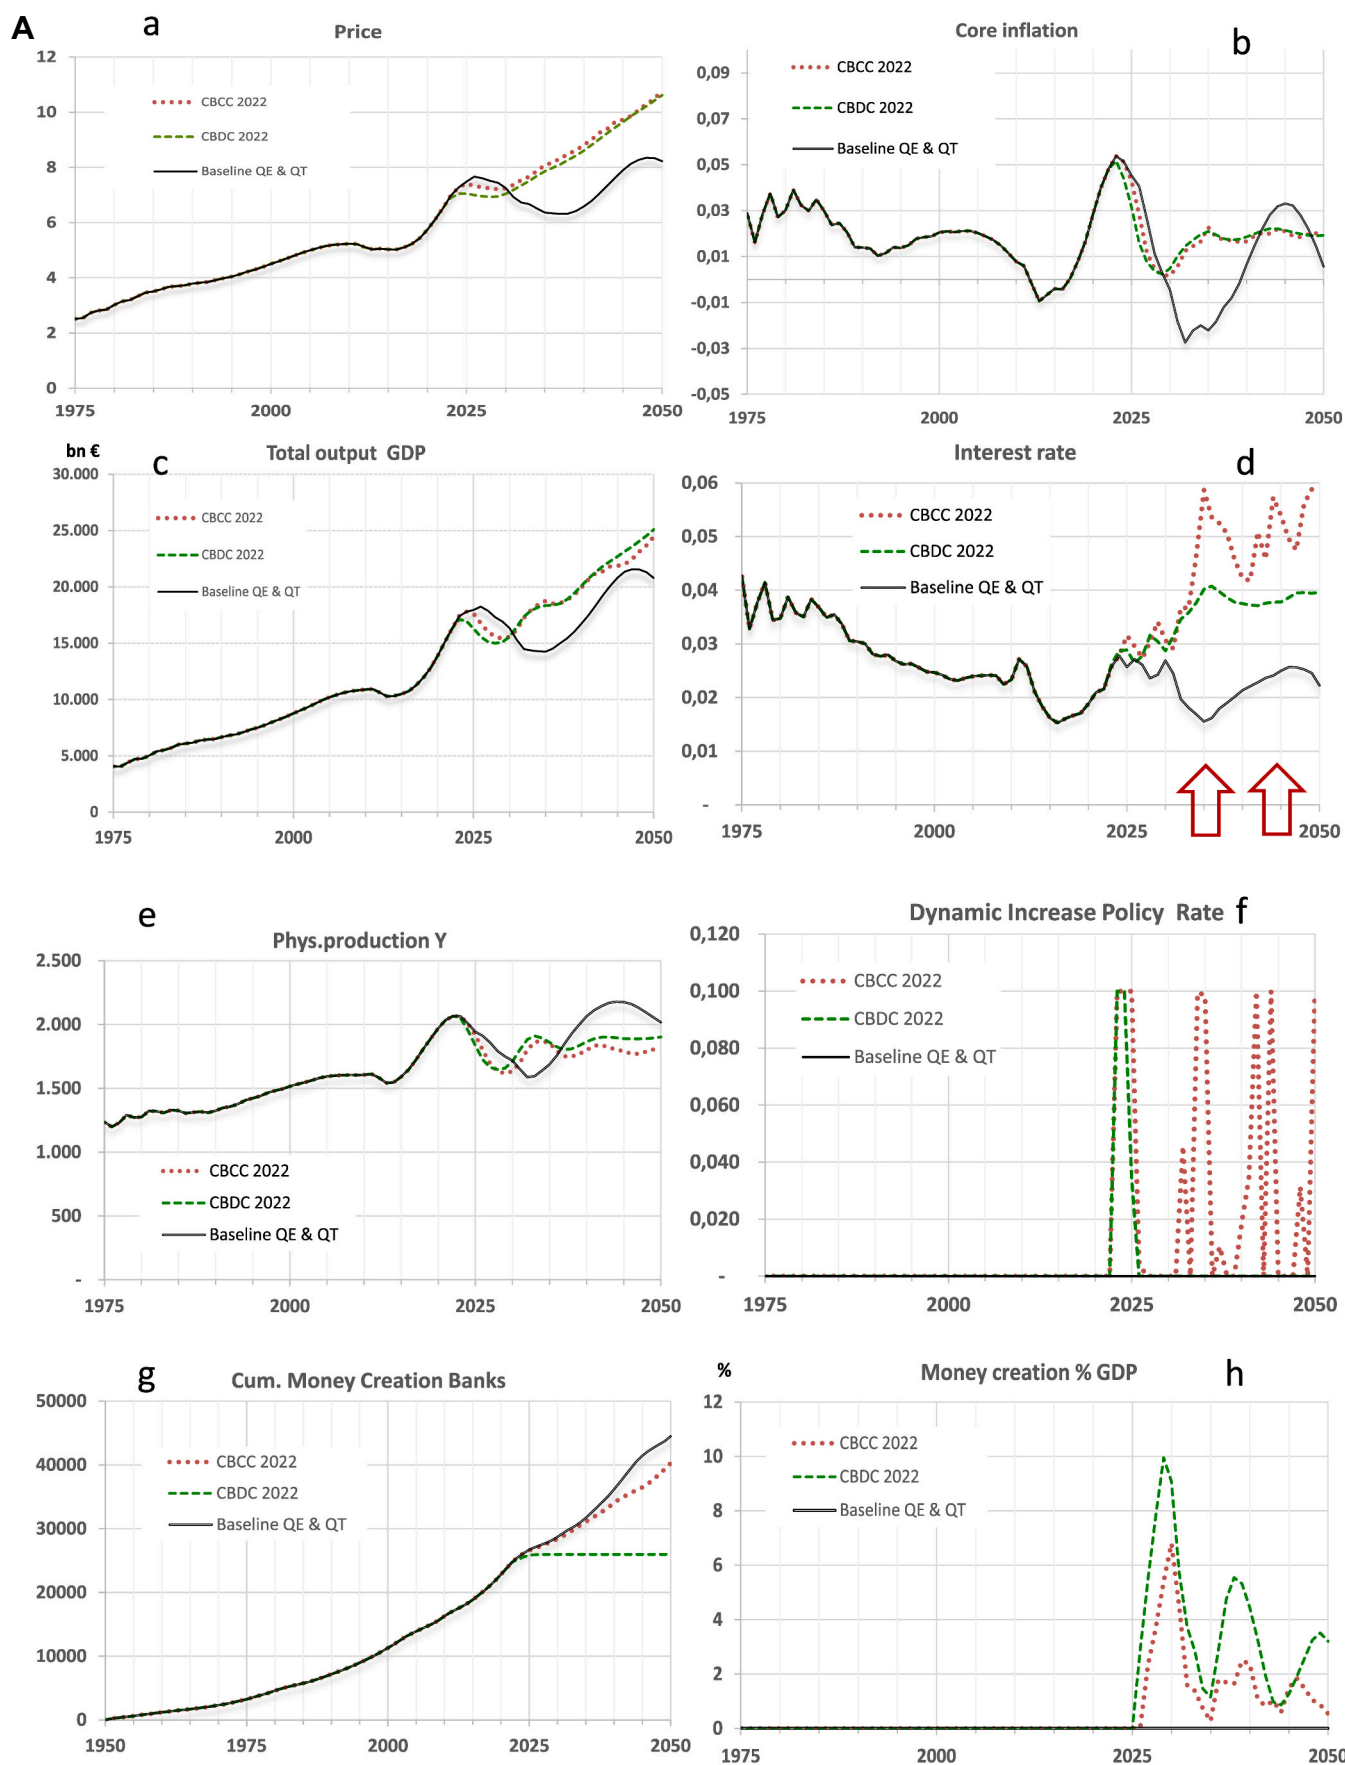 A
a
Price
12
10
8
6
4
2
0
CBCC 2022
CBDC 2022
Baseline QE & QT
1975
2000
2025
2050
Core inflation
b
0,09
0,07
0,05
0,03
0,01
-0,01
-0,03
-0,05
CBCC 2022
CBDC 2022
Baseline QE & QT
1975
2000
2025
2050
bn €
c
Total output GDP
30.000
25.000
20.000
15.000
10.000
5.000
0
CBCC 2022
CBDC 2022
Baseline QE & QT
1975
2000
2025
2050
Interest rate
d
0,06
0,05
0,04
0,03
0,02
0,01
-
CBCC 2022
CBDC 2022
Baseline QE & QT
1975
2000
2025
2050
e
Phys.production Y
2.500
2.000
1.500
1.000
500
-
CBCC 2022
CBDC 2022
Baseline QE & QT
1975
2000
2025
2050
Dynamic Increase Policy Rate
f
0,120
0,100
0,080
0,060
0,040
0,020
-
CBCC 2022
CBDC 2022
Baseline QE & QT
1975
2000
2025
2050
g
Cum. Money Creation Banks
50000
40000
30000
20000
10000
0
CBCC 2022
CBDC 2022
Baseline QE & QT
1950
1975
2000
2025
2050
%
Money creation % GDP
h
12
10
8
6
4
2
0
CBCC 2022
CBDC 2022
Baseline QE & QT
1975
2000
2025
2050